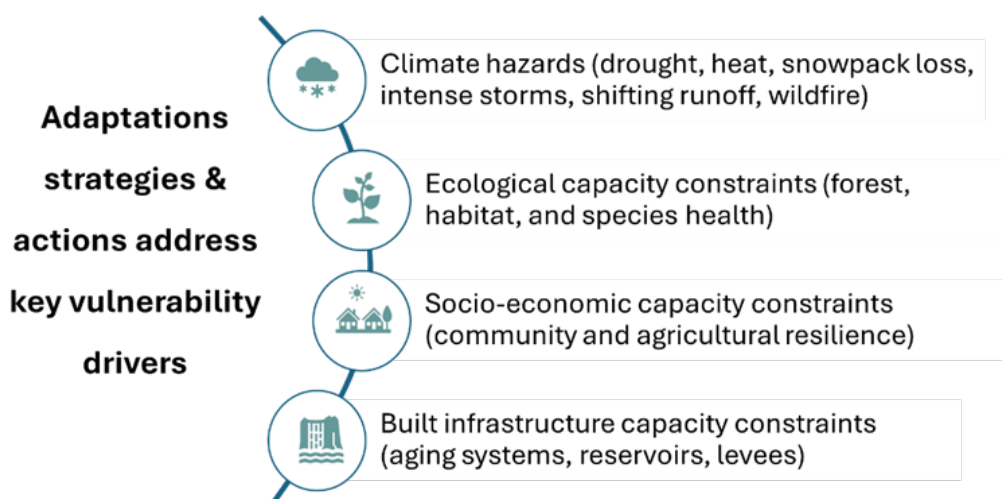 Adaptations
strategies &
actions address
key vulnerability
drivers
Climate hazards (drought, heat, snowpack loss,
intense storms, shifting runoff, wildfire)
Ecological capacity constraints (forest,
habitat, and species health)
Socio-economic capacity constraints
(community and agricultural resilience)
Built infrastructure capacity constraints
(aging systems, reservoirs, levees)